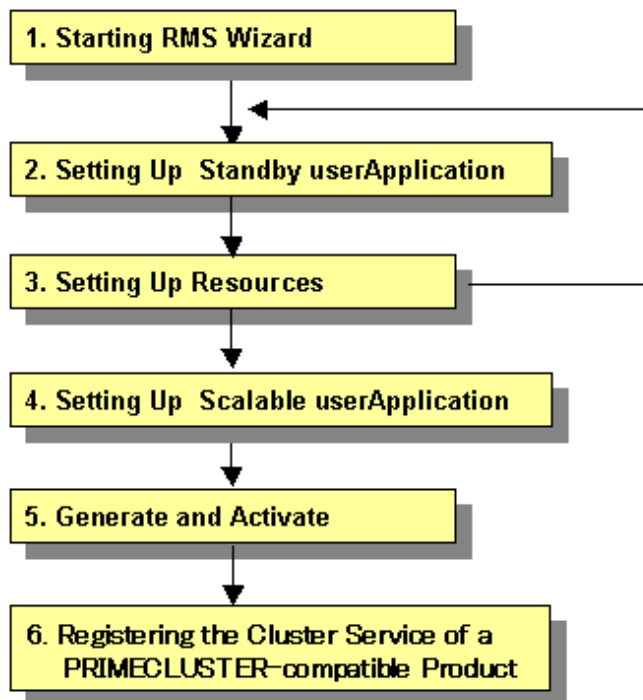 1. Starting RMS Wizard
2. Setting Up Standby userApplication
3. Setting Up Resources
4. Setting Up Scalable userApplication
5. Generate and Activate
6. Registering the Cluster Service of a
PRIMECLUSTER-compatible Product